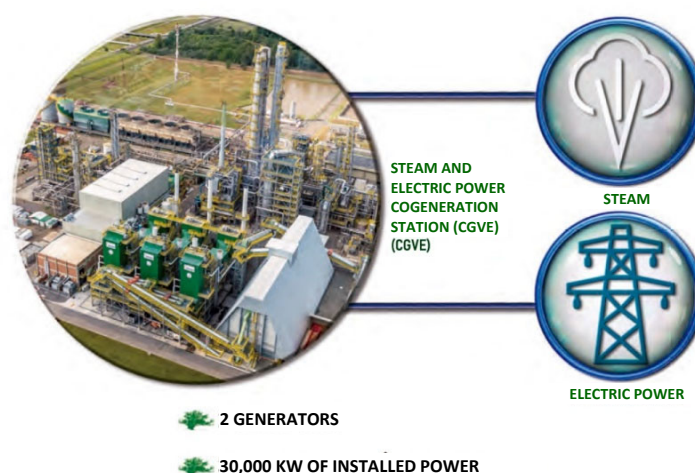 STEAM AND
ELECTRIC POWER
COGENERATION
STATION (CGVE)
(CGVE)
STEAM
ELECTRIC POWER
2 GENERATORS
30,000 KW OF INSTALLED POWER